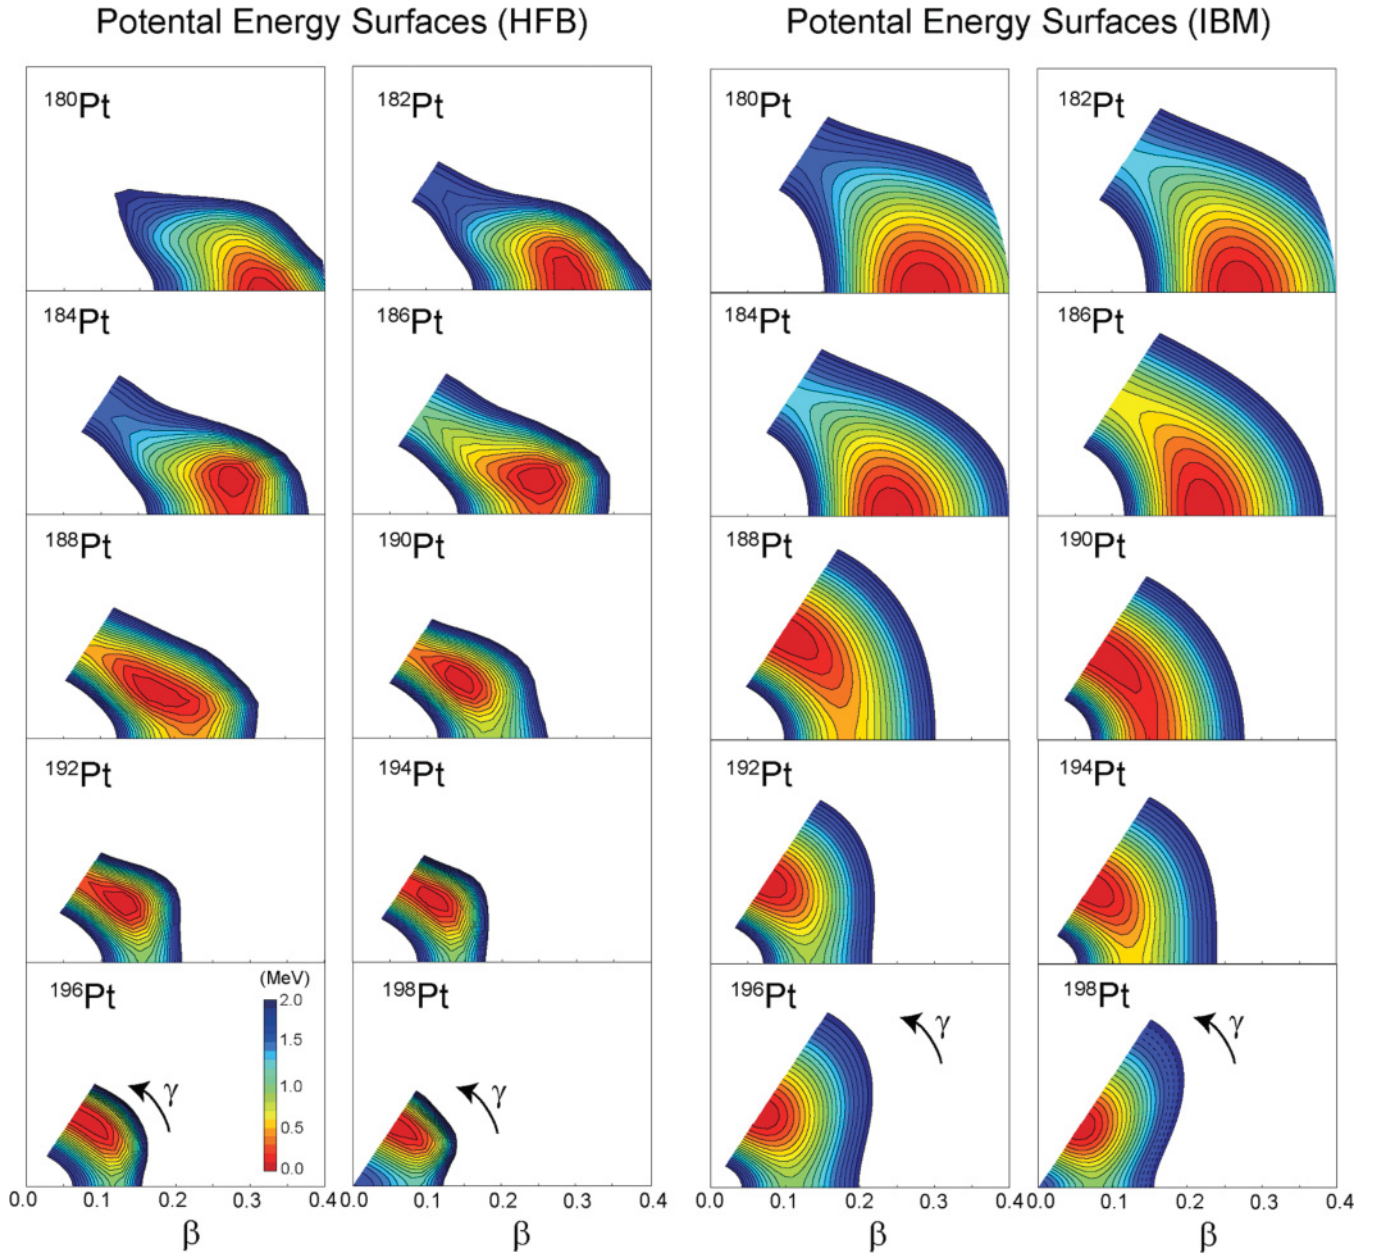 Potental Energy Surfaces (HFB)
Potental Energy Surfaces (IBM)
180Pt
182Pt
180Pt
182Pt
184Pt
186Pt
184Pt
186Pt
188Pt
190Pt
188Pt
190Pt
192Pt
194Pt
192Pt
194Pt
196Pt
(MeV)
2.0
1.5
1.0
0.5
0.0
γ
198Pt
γ
196Pt
γ
198Pt
γ
0.0 0.1 0.2 0.3 0.4
0.0 0.1 0.2 0.3 0.4
0.0 0.1 0.2 0.3 0.4
0.0 0.1 0.2 0.3 0.4
β
β
β
β